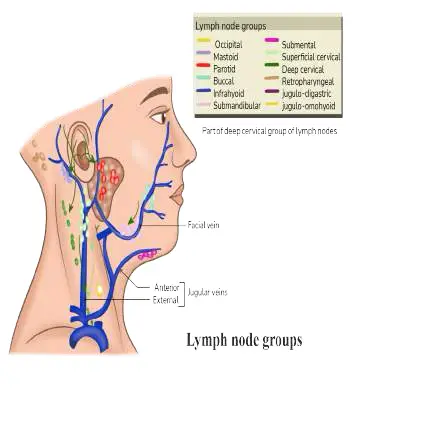 Lymph node groups
Occipital
Mastoid
Parotid
Buccal
Infrahyoid
Submandibular
Submental
Superficial cervical
Deep cervical
Retropharyngeal
jugulo-digastric
jugulo-omohyoid
Part of deep cervical group of lymph nodes
Facial vein
Anterior
External
Jugular veins
Lymph node groups